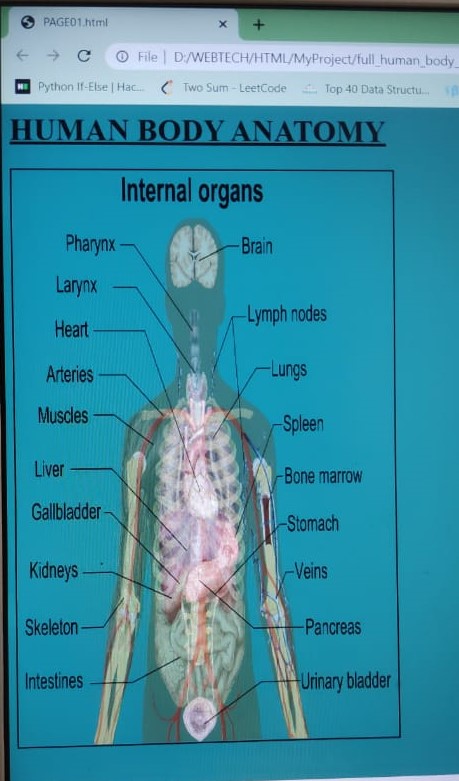 PAGE01.html
File | D:/WEBTECH/HTML/MyProject/full_human_body_
Python If-Else | Hac...
Two Sum - LeetCode
Top 40 Data Structu...
HUMAN BODY ANATOMY
Internal organs
Pharynx
Brain
Larynx
Lymph nodes
Heart
Lungs
Arteries
Muscles
Spleen
Liver
Bone marrow
Gallbladder
Stomach
Kidneys
Veins
Skeleton
Pancreas
Intestines
Urinary bladder